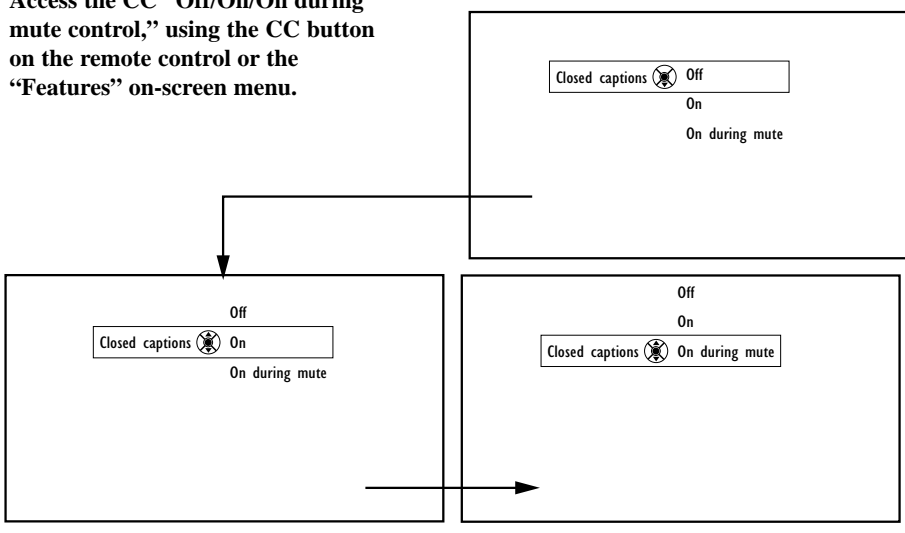 Access the CC “Off/On/On during
mute control,” using the CC button
on the remote control or the
“Features” on-screen menu.
Closed captions Off
On
On during mute
Off
Closed captions On
On during mute
Off
On
Closed captions On during mute